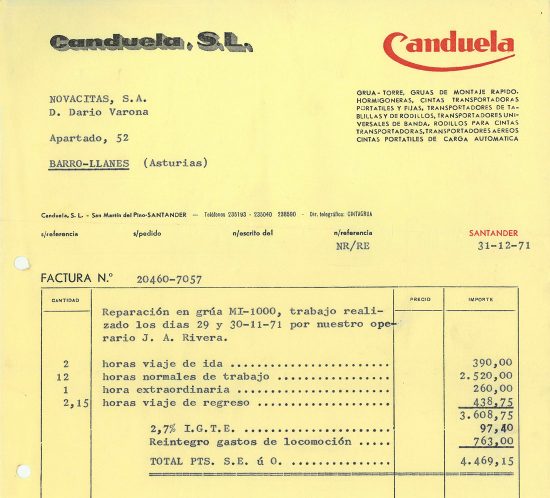 Canduela, S.L.
Canduela
GRUA - TORRE, GRUAS DE MONTAJE RAPIDO,
HORMIGONERAS, CINTAS TRANSPORTADORAS
PORTATILES Y FIJAS, TRANSPORTADORES DE TA-
BLILLAS Y DE RODILLOS, TRANSPORTADORES UNI-
VERSALES DE BANDA, RODILLOS PARA CINTAS
TRANSPORTADORAS, TRANSPORTADORES AEREOS
CINTAS PORTATILES DE CARGA AUTOMATICA
NOVACITAS, S.A.
D. Dario Varona
Apartado, 52
BARRO-LLANES (Asturias)
Canduela, S. L. - San Martín del Pino-SANTANDER - Teléfonos 235193 - 235040 238590 - Dir. telegráfica: CINTAGRUA
s/referencia s/pedido n/escrito del n/referencia SANTANDER
NR/RE 31-12-71
FACTURA N.º 20460-7057
CANTIDAD PRECIO IMPORTE
Reparación en grúa MI-1000, trabajo reali-
zado los dias 29 y 30-11-71 por nuestro ope-
rario J. A. Rivera.
2 horas viaje de ida .................. 390,00
12 horas normales de trabajo ........... 2.520,00
1 hora extraordinaria ................. 260,00
2,15 horas viaje de regreso .............. 438,75
3.608,75
2,7% I.G.T.E. ................... 97,40
Reintegro gastos de locomoción .. 763,00
TOTAL PTS. S.E. ú O. ............ 4.469,15